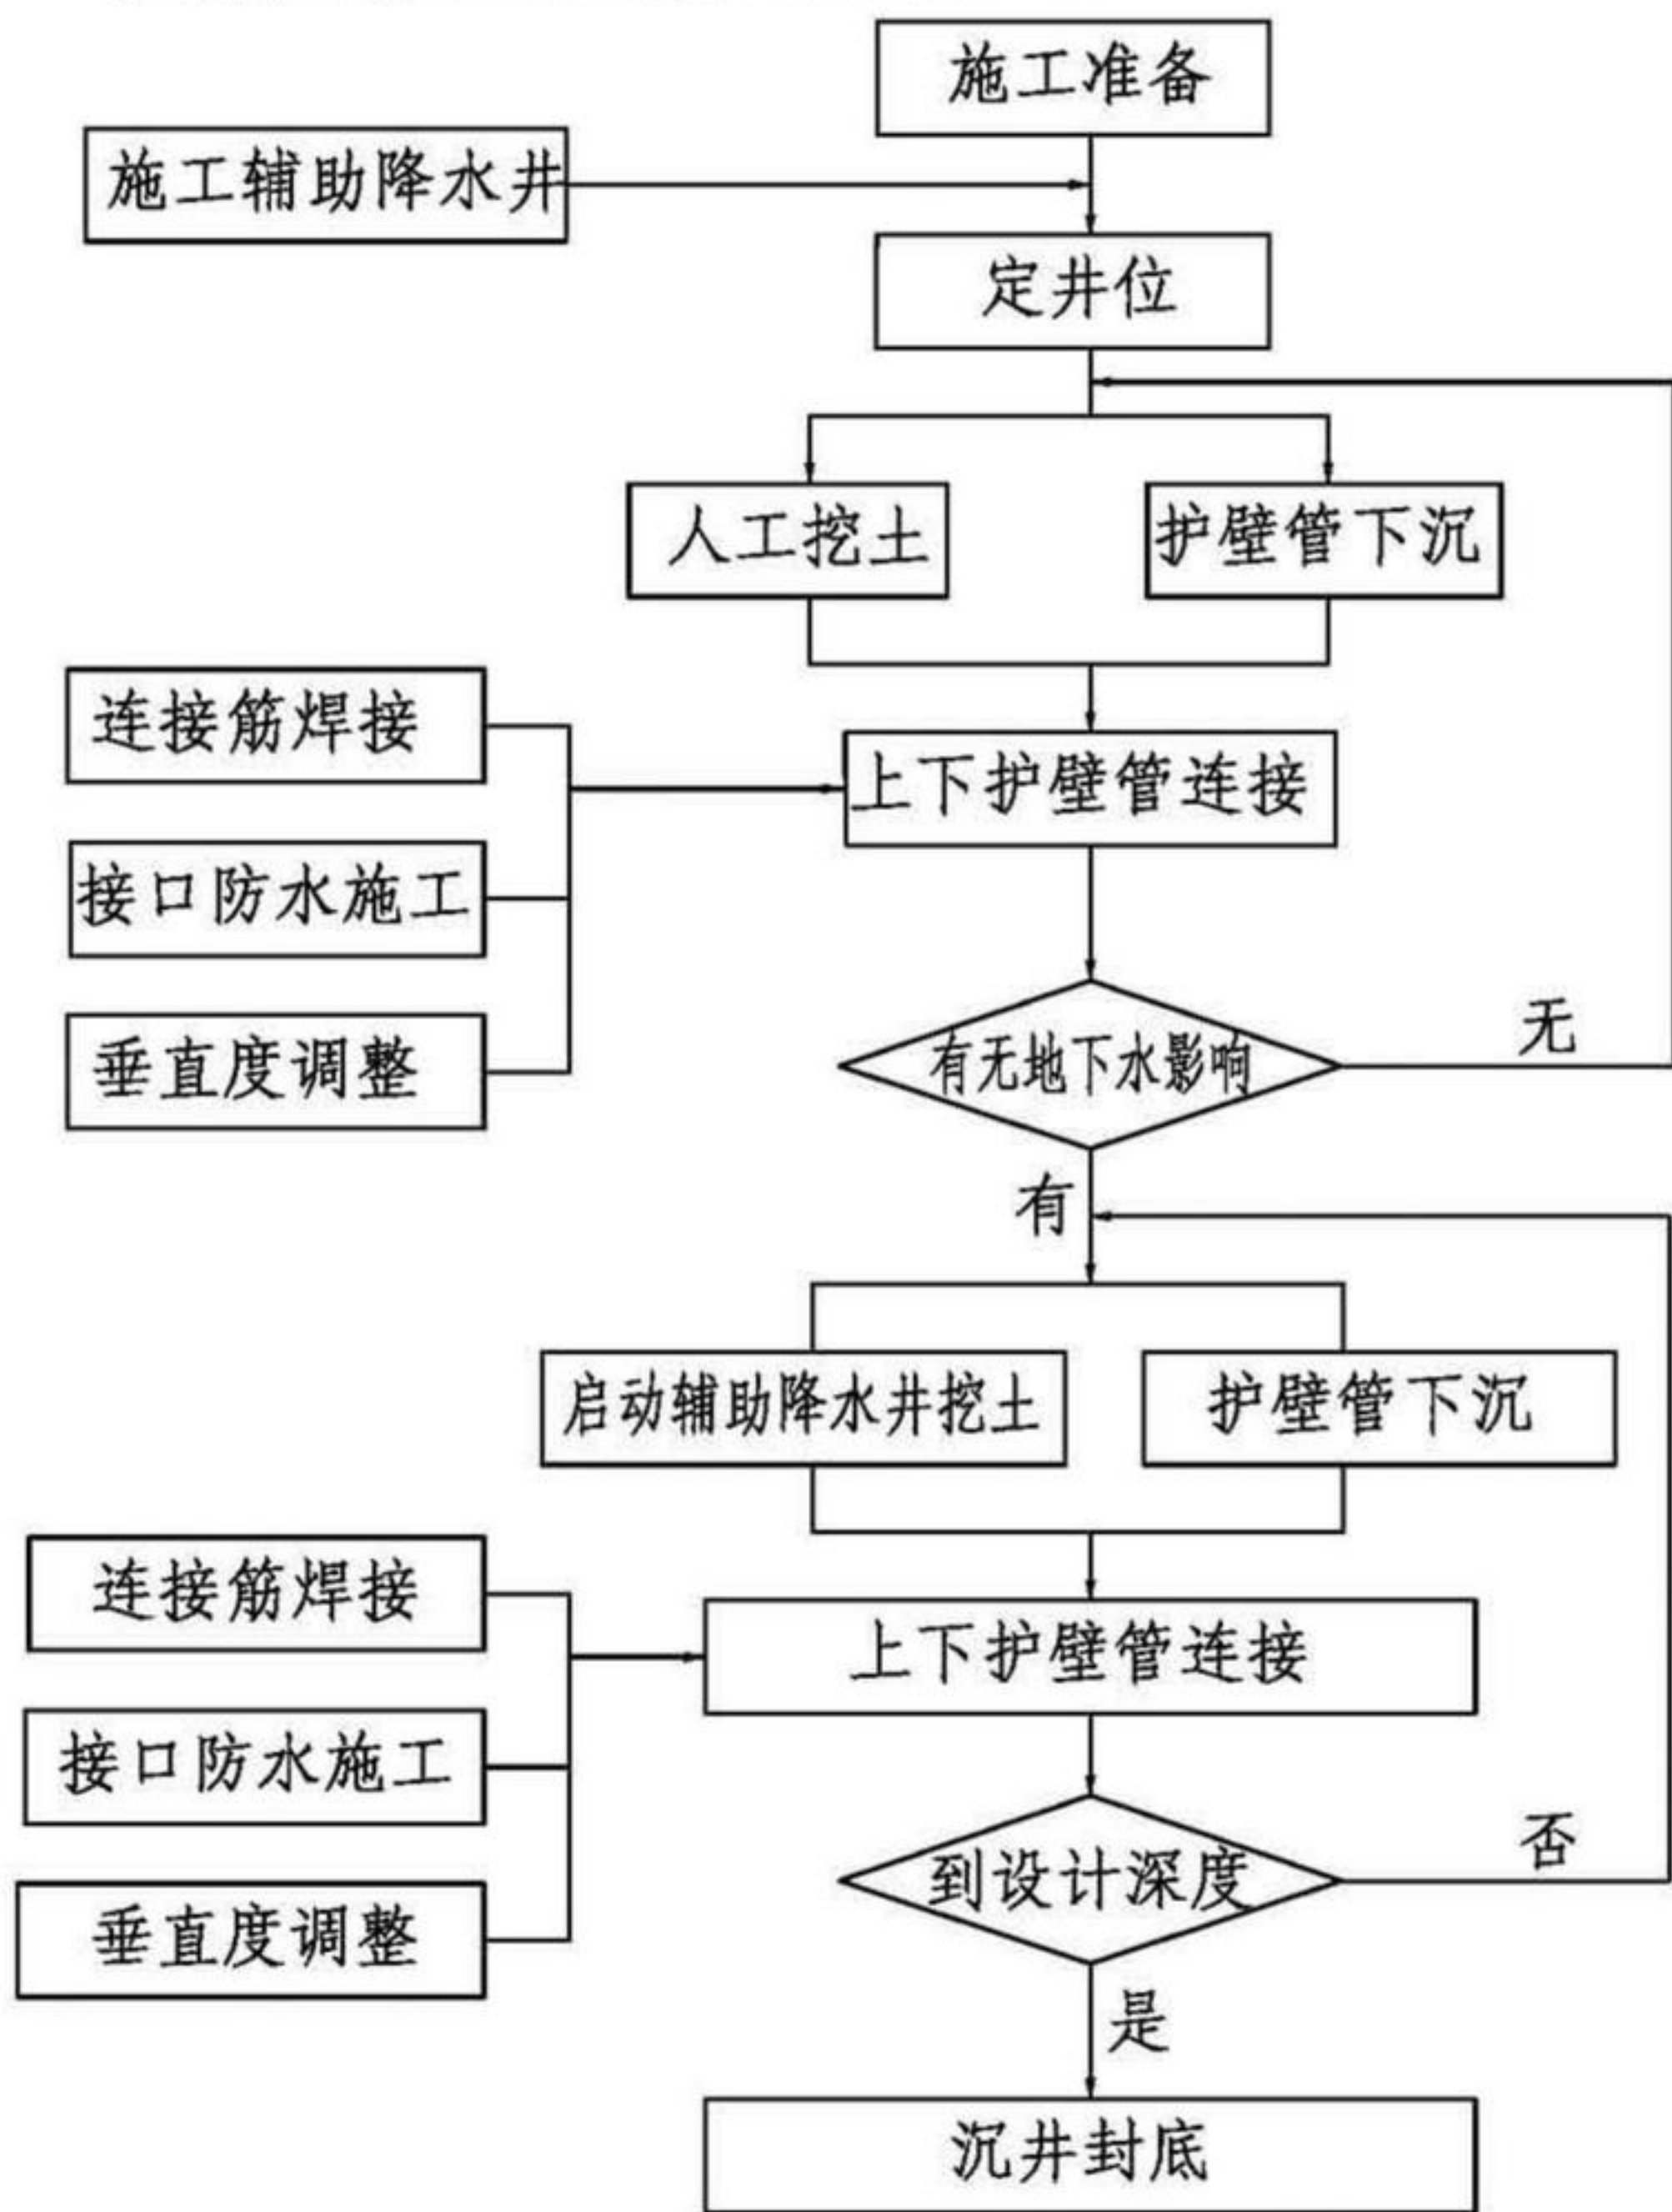 施工准备
施工辅助降水井
定井位
人工挖土
护壁管下沉
连接筋焊接
上下护壁管连接
接口防水施工
垂直度调整
有无地下水影响
无
有
启动辅助降水井挖土
护壁管下沉
连接筋焊接
上下护壁管连接
接口防水施工
到设计深度
否
垂直度调整
是
沉井封底